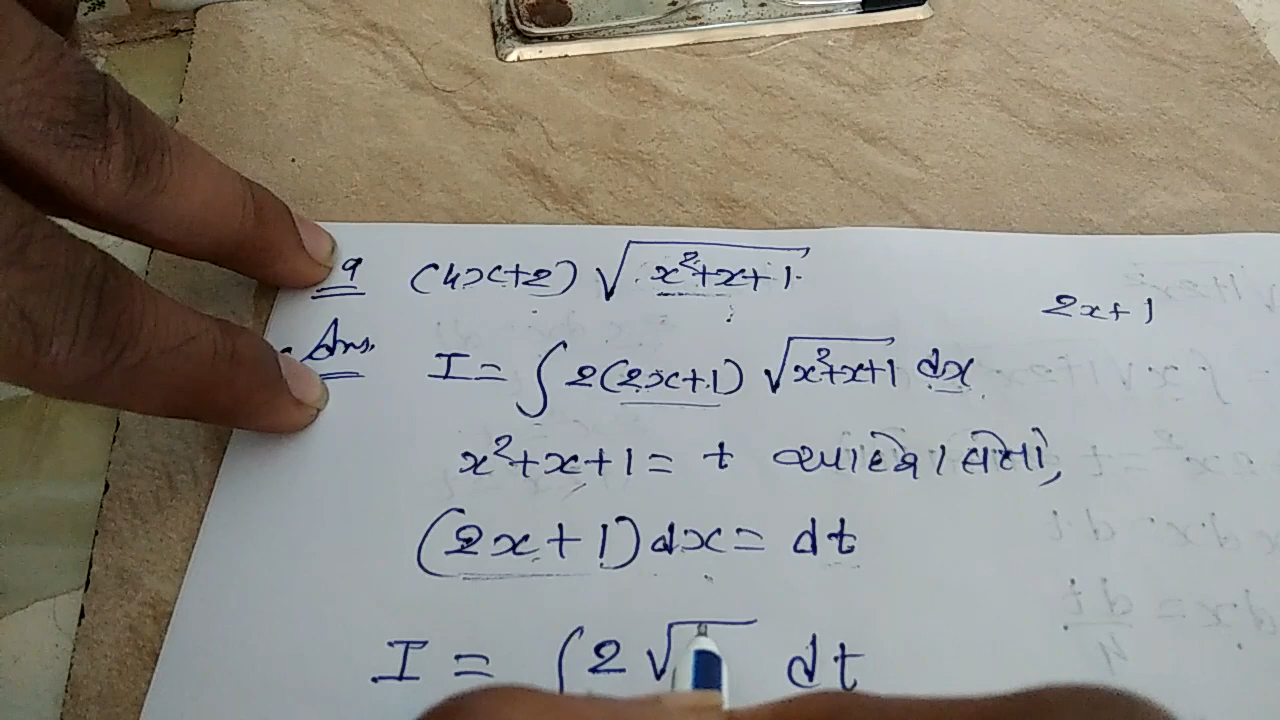 9 (4x+2) √x²+x+1
2x+1
Ans. I = ∫ 2(2x+1) √x²+x+1 dx
x²+x+1 = t આદેશ લેતાં,
(2x+1) dx = dt
I = ∫ 2 √ dt